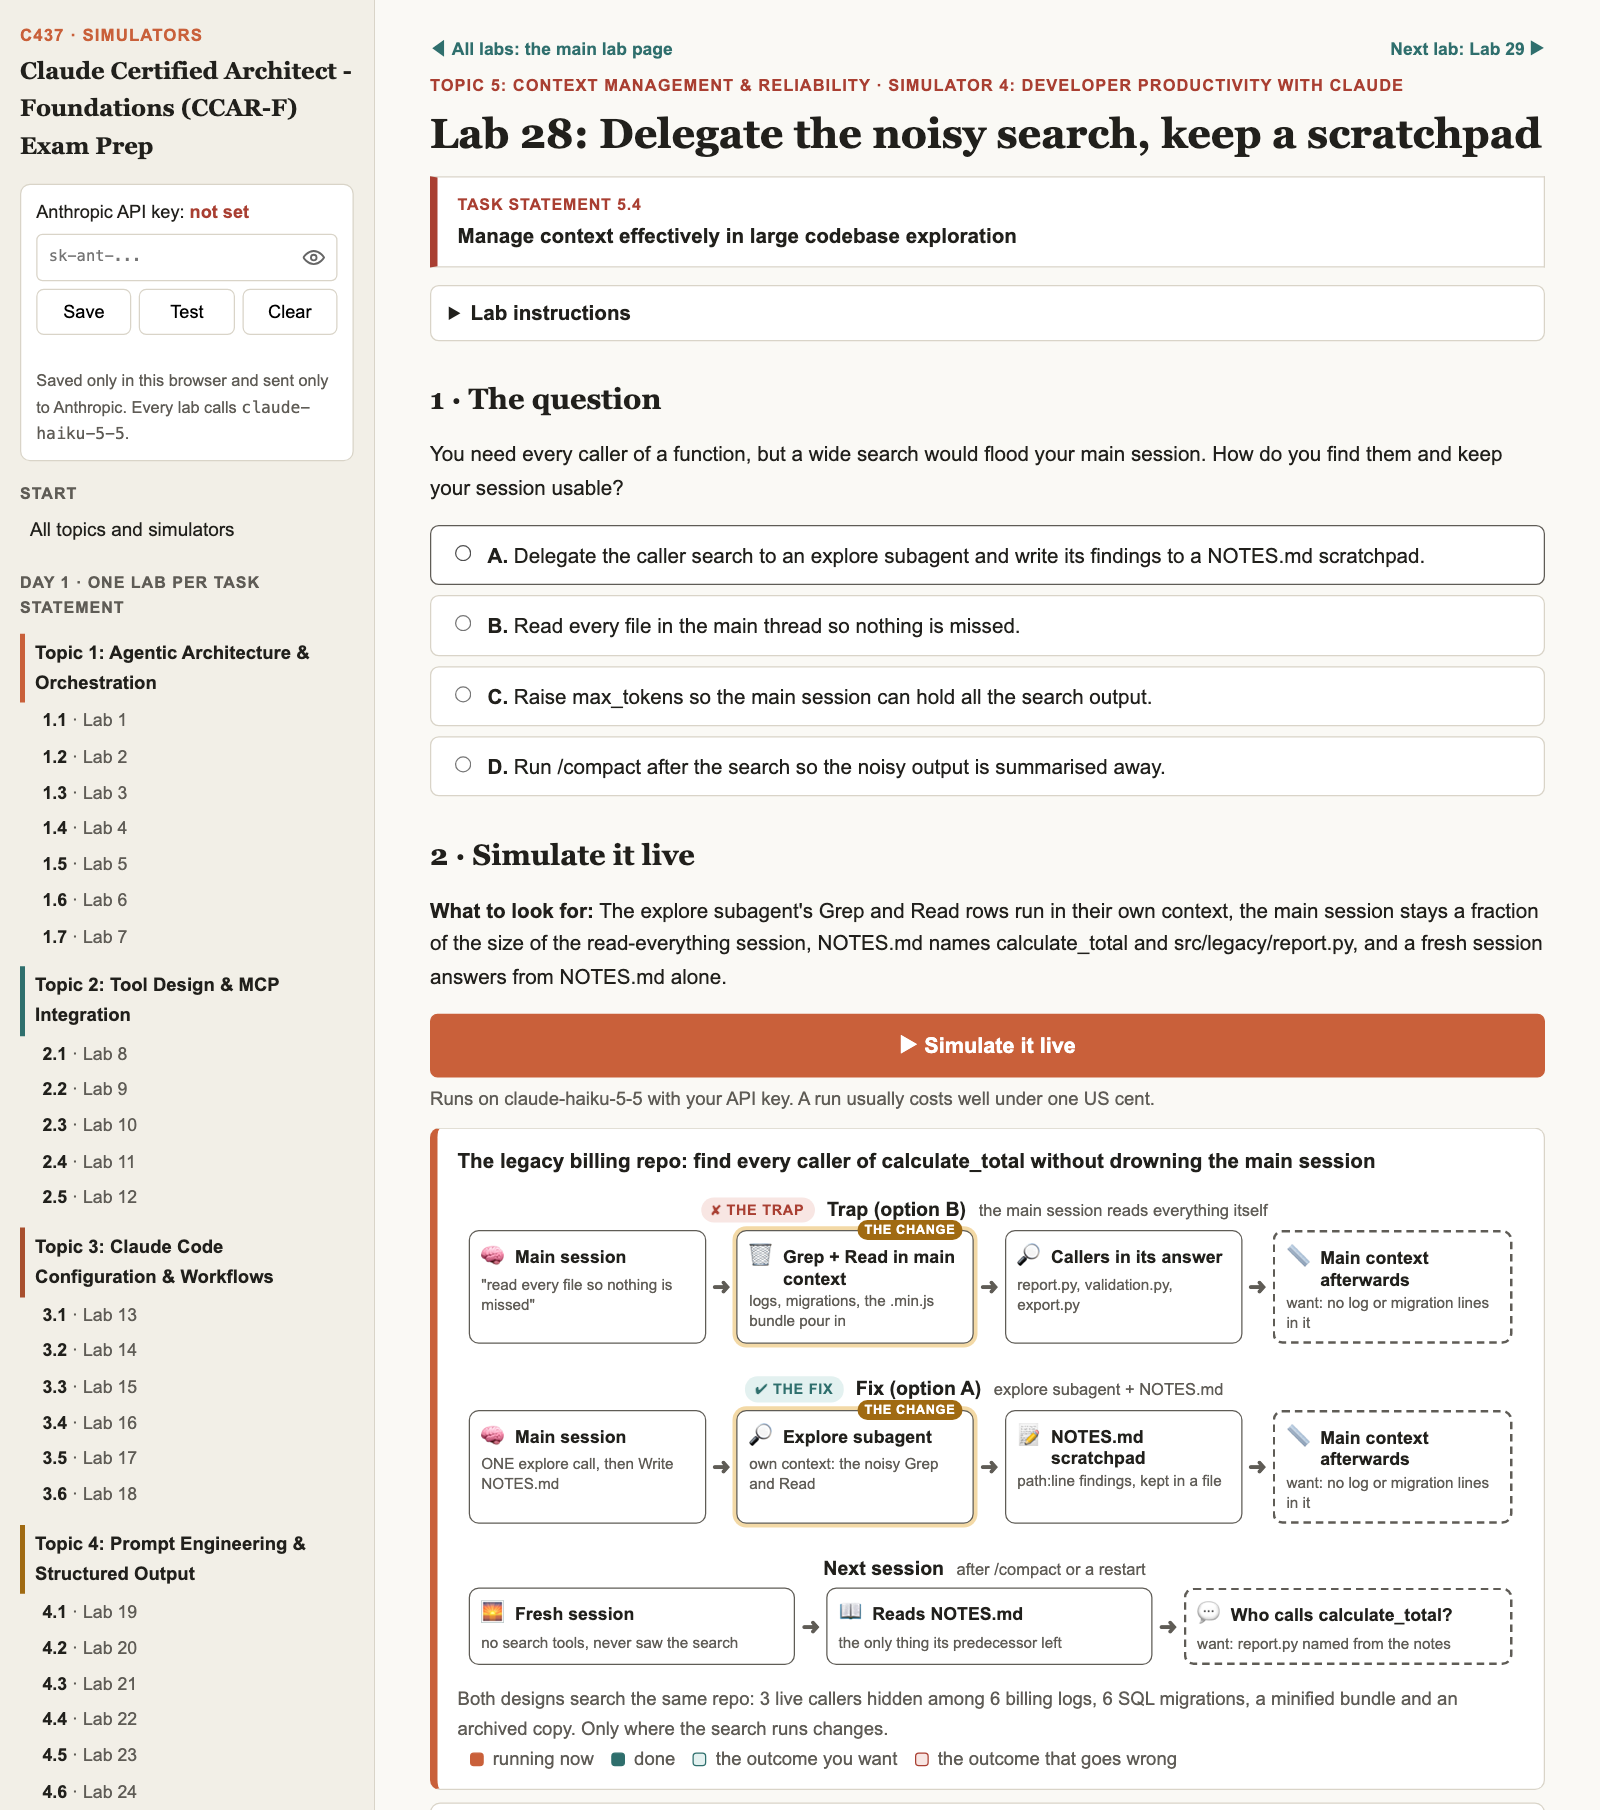 C437 · SIMULATORS
Claude Certified Architect -
Foundations (CCAR-F)
Exam Prep
Anthropic API key: not set
sk-ant-...
Save
Test
Clear
Saved only in this browser and sent only
to Anthropic. Every lab calls claude-
haiku-5-5.
START
All topics and simulators
DAY 1 · ONE LAB PER TASK
STATEMENT
Topic 1: Agentic Architecture &
Orchestration
1.1 · Lab 1
1.2 · Lab 2
1.3 · Lab 3
1.4 · Lab 4
1.5 · Lab 5
1.6 · Lab 6
1.7 · Lab 7
Topic 2: Tool Design & MCP
Integration
2.1 · Lab 8
2.2 · Lab 9
2.3 · Lab 10
2.4 · Lab 11
2.5 · Lab 12
Topic 3: Claude Code
Configuration & Workflows
3.1 · Lab 13
3.2 · Lab 14
3.3 · Lab 15
3.4 · Lab 16
3.5 · Lab 17
3.6 · Lab 18
Topic 4: Prompt Engineering &
Structured Output
4.1 · Lab 19
4.2 · Lab 20
4.3 · Lab 21
4.4 · Lab 22
4.5 · Lab 23
4.6 · Lab 24
◀ All labs: the main lab page
Next lab: Lab 29 ▶
TOPIC 5: CONTEXT MANAGEMENT & RELIABILITY · SIMULATOR 4: DEVELOPER PRODUCTIVITY WITH CLAUDE
Lab 28: Delegate the noisy search, keep a scratchpad
TASK STATEMENT 5.4
Manage context effectively in large codebase exploration
▶ Lab instructions
1 · The question
You need every caller of a function, but a wide search would flood your main session. How do you find them and keep
your session usable?
A. Delegate the caller search to an explore subagent and write its findings to a NOTES.md scratchpad.
B. Read every file in the main thread so nothing is missed.
C. Raise max_tokens so the main session can hold all the search output.
D. Run /compact after the search so the noisy output is summarised away.
2 · Simulate it live
What to look for: The explore subagent's Grep and Read rows run in their own context, the main session stays a fraction
of the size of the read-everything session, NOTES.md names calculate_total and src/legacy/report.py, and a fresh session
answers from NOTES.md alone.
▶ Simulate it live
Runs on claude-haiku-5-5 with your API key. A run usually costs well under one US cent.
The legacy billing repo: find every caller of calculate_total without drowning the main session
✘ THE TRAP Trap (option B) the main session reads everything itself
THE CHANGE
Main session
"read every file so nothing is
missed"
Grep + Read in main
context
logs, migrations, the .min.js
bundle pour in
Callers in its answer
report.py, validation.py,
export.py
Main context
afterwards
want: no log or migration lines
in it
✔ THE FIX Fix (option A) explore subagent + NOTES.md
THE CHANGE
Main session
ONE explore call, then Write
NOTES.md
Explore subagent
own context: the noisy Grep
and Read
NOTES.md
scratchpad
path:line findings, kept in a file
Main context
afterwards
want: no log or migration lines
in it
Next session after /compact or a restart
Fresh session
no search tools, never saw the search
Reads NOTES.md
the only thing its predecessor left
Who calls calculate_total?
want: report.py named from the notes
Both designs search the same repo: 3 live callers hidden among 6 billing logs, 6 SQL migrations, a minified bundle and an
archived copy. Only where the search runs changes.
running now done the outcome you want the outcome that goes wrong